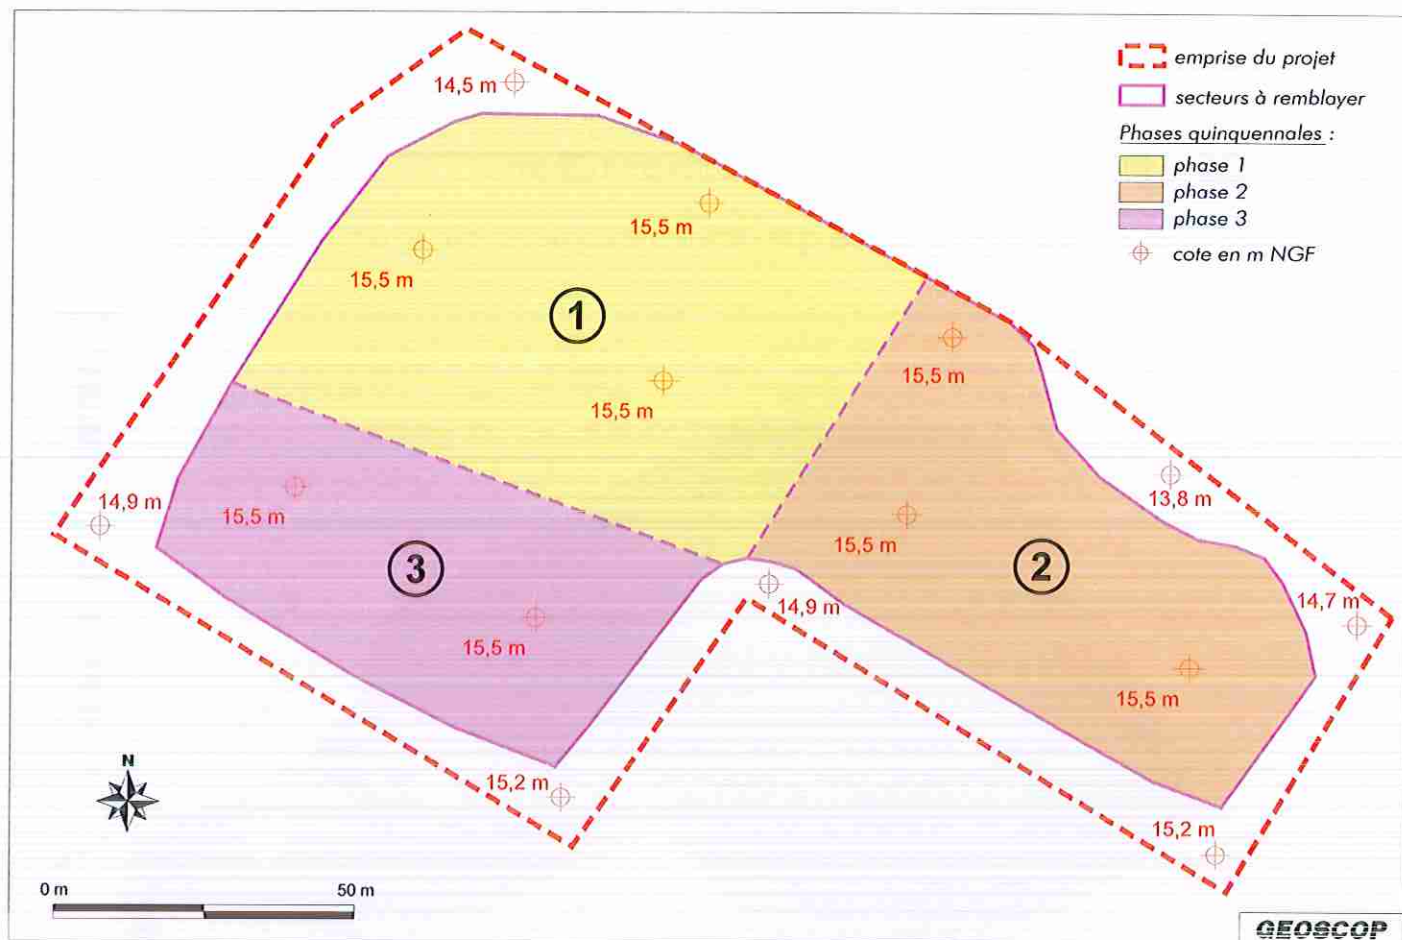 emprise du projet
secteurs à remblayer
Phases quinquennales :
phase 1
phase 2
phase 3
cote en m NGF
14,5 m
15,5 m
15,5 m
1
15,5 m
15,5 m
14,9 m
15,5 m
13,8 m
15,5 m
3
2
14,9 m
14,7 m
15,5 m
15,5 m
N
15,2 m
15,2 m
0 m
50 m
GEOSCOP